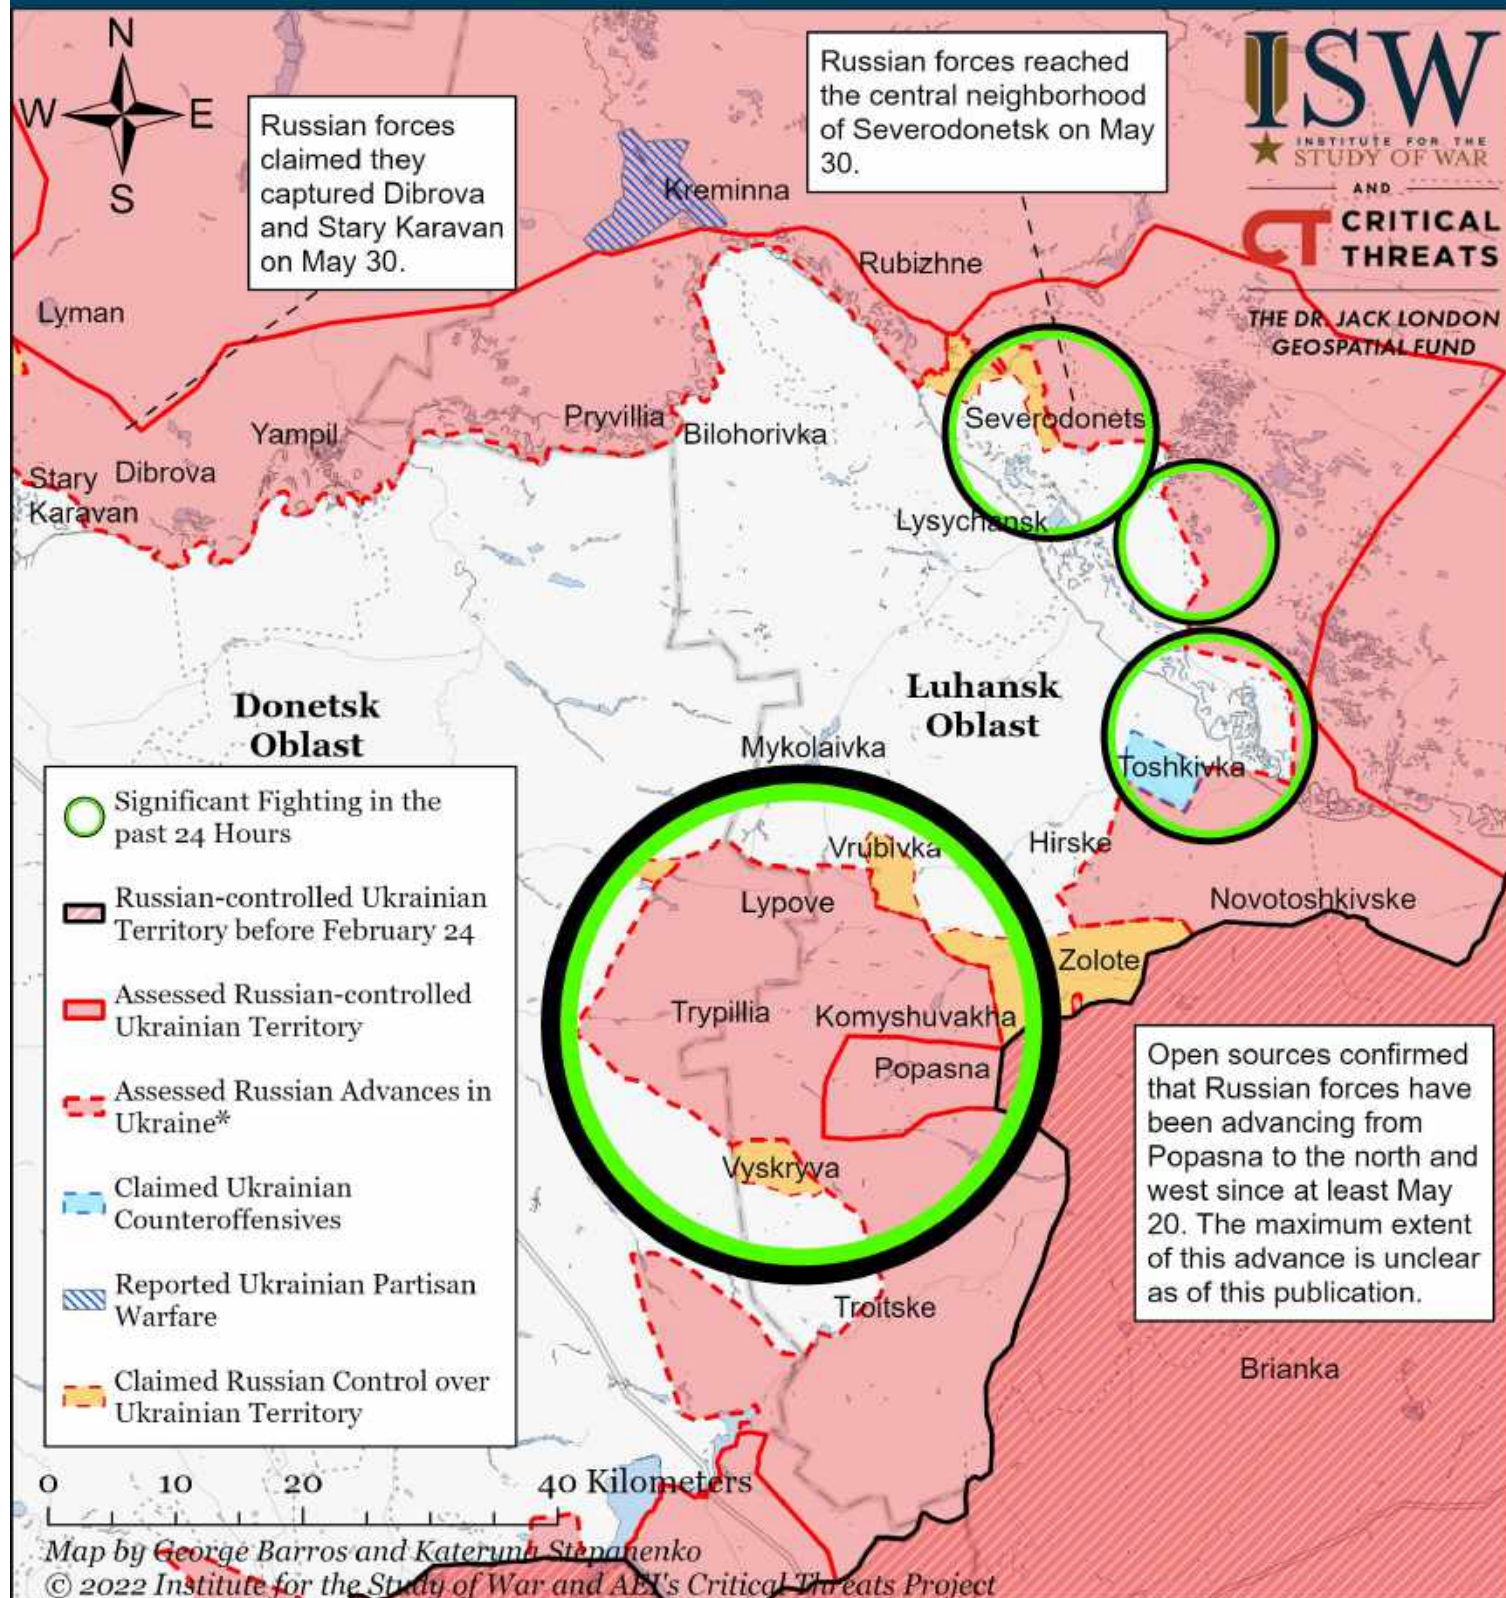 N
W E
S
Russian forces
claimed they
captured Dibrova
and Stary Karavan
on May 30.
Russian forces reached
the central neighborhood
of Severodonetsk on May
30.
ISW
INSTITUTE FOR THE
STUDY OF WAR
AND
CT CRITICAL
THREATS
THE DR. JACK LONDON
GEOSPATIAL FUND
Kreminna
Rubizhne
Lyman
Pryvillia
Yampil
Bilohorivka
Severodonets
Stary
Karavan
Dibrova
Lysychansk
Donetsk
Oblast
Luhansk
Oblast
Mykolaivka
Toshkivka
Vrubivka
Hirske
Lypove
Novotoshkivske
Zolote
Trypillia
Komyshuvakha
Popasna
Vyskryva
Troitske
Brianka
Significant Fighting in the
past 24 Hours
Russian-controlled Ukrainian
Territory before February 24
Assessed Russian-controlled
Ukrainian Territory
Assessed Russian Advances in
Ukraine*
Claimed Ukrainian
Counteroffensives
Reported Ukrainian Partisan
Warfare
Claimed Russian Control over
Ukrainian Territory
Open sources confirmed
that Russian forces have
been advancing from
Popasna to the north and
west since at least May
20. The maximum extent
of this advance is unclear
as of this publication.
0 10 20 40 Kilometers
Map by George Barros and Kateryna Stepanenko
© 2022 Institute for the Study of War and AEI's Critical Threats Project